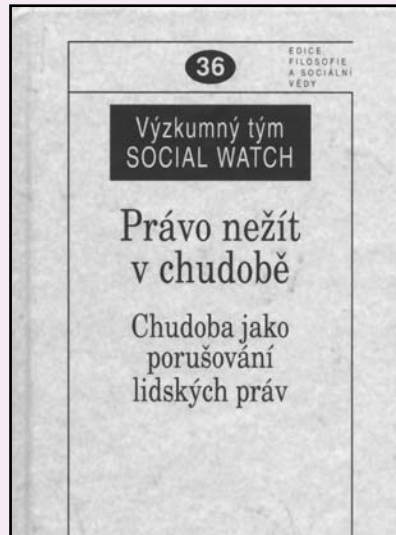 36
EDICE
FILOSOFIE
A SOCIÁLNÍ
VĚDY
Výzkumný tým
SOCIAL WATCH
Právo nežít
v chudobě
Chudoba jako
porušování
lidských práv